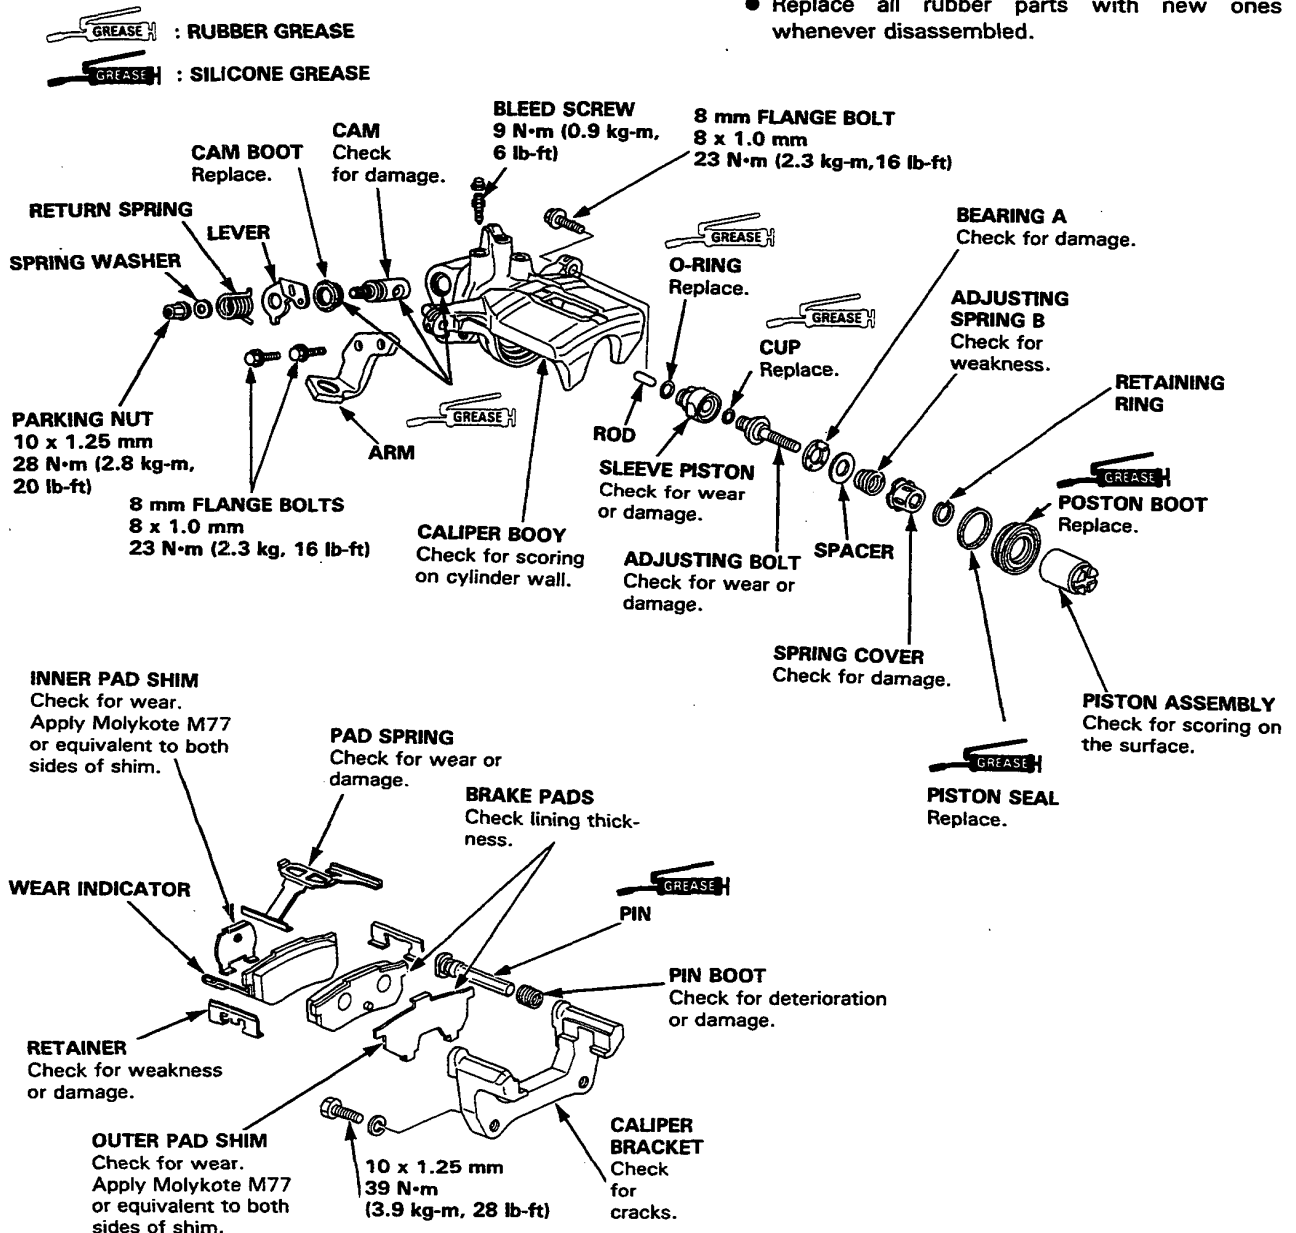 ● Replace all rubber parts with new ones
whenever disassembled.
GREASE : RUBBER GREASE
GREASE : SILICONE GREASE
BLEED SCREW
9 N•m (0.9 kg-m,
6 lb-ft)
8 mm FLANGE BOLT
8 x 1.0 mm
23 N•m (2.3 kg-m,16 lb-ft)
CAM
Check
for damage.
CAM BOOT
Replace.
RETURN SPRING
LEVER
SPRING WASHER
GREASE
O-RING
Replace.
BEARING A
Check for damage.
GREASE
CUP
Replace.
ADJUSTING
SPRING B
Check for
weakness.
RETAINING
RING
PARKING NUT
10 x 1.25 mm
28 N•m (2.8 kg-m,
20 lb-ft)
GREASE
ARM
ROD
SLEEVE PISTON
Check for wear
or damage.
GREASE
POSTON BOOT
Replace.
8 mm FLANGE BOLTS
8 x 1.0 mm
23 N•m (2.3 kg, 16 lb-ft)
CALIPER BOOY
Check for scoring
on cylinder wall.
ADJUSTING BOLT
Check for wear or
damage.
SPACER
SPRING COVER
Check for damage.
PISTON ASSEMBLY
Check for scoring on
the surface.
GREASE
PISTON SEAL
Replace.
INNER PAD SHIM
Check for wear.
Apply Molykote M77
or equivalent to both
sides of shim.
PAD SPRING
Check for wear or
damage.
BRAKE PADS
Check lining thick-
ness.
WEAR INDICATOR
GREASE
PIN
PIN BOOT
Check for deterioration
or damage.
RETAINER
Check for weakness
or damage.
OUTER PAD SHIM
Check for wear.
Apply Molykote M77
or equivalent to both
sides of shim.
10 x 1.25 mm
39 N•m
(3.9 kg-m, 28 lb-ft)
CALIPER
BRACKET
Check
for
cracks.